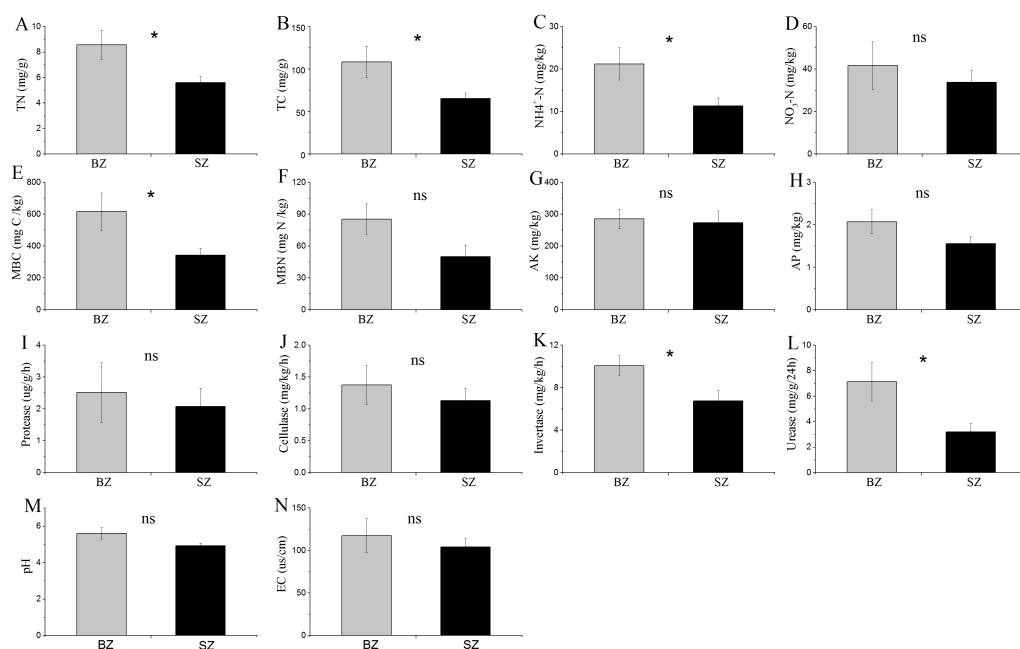 A
TN (mg/g)
10
8
6
4
2
0
*
BZ
SZ
B
TC (mg/g)
150
100
50
0
*
BZ
SZ
C
NH4⁺-N (mg/kg)
30
20
10
0
*
BZ
SZ
D
NO₃-N (mg/kg)
60
40
20
0
ns
BZ
SZ
E
MBC (mg C /kg)
800
600
400
200
0
*
BZ
SZ
F
MBN (mg N /kg)
120
90
60
30
0
ns
BZ
SZ
G
AK (mg/kg)
400
300
200
100
0
ns
BZ
SZ
H
AP (mg/kg)
3
2
1
0
ns
BZ
SZ
I
Protease (ug/g/h)
4
3
2
1
0
ns
BZ
SZ
J
Cellulase (mg/kg/h)
2.0
1.5
1.0
0.5
0.0
ns
BZ
SZ
K
Invertase (mg/kg/h)
12
8
4
0
*
BZ
SZ
L
Urease (mg/g/24h)
10
8
6
4
2
0
*
BZ
SZ
M
pH
6
4
2
0
ns
BZ
SZ
N
EC (us/cm)
150
100
50
0
ns
BZ
SZ